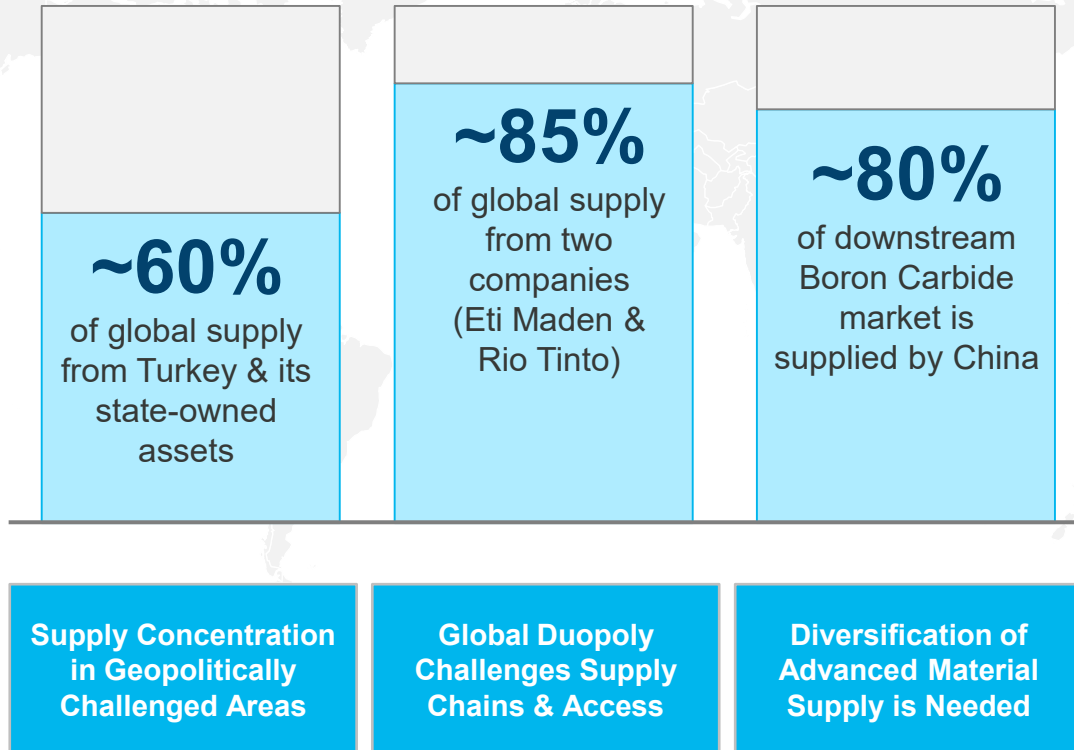 ~60%
of global supply
from Turkey & its
state-owned
assets
~85%
of global supply
from two
companies
(Eti Maden &
Rio Tinto)
~80%
of downstream
Boron Carbide
market is
supplied by China
Supply Concentration
in Geopolitically
Challenged Areas
Global Duopoly
Challenges Supply
Chains & Access
Diversification of
Advanced Material
Supply is Needed